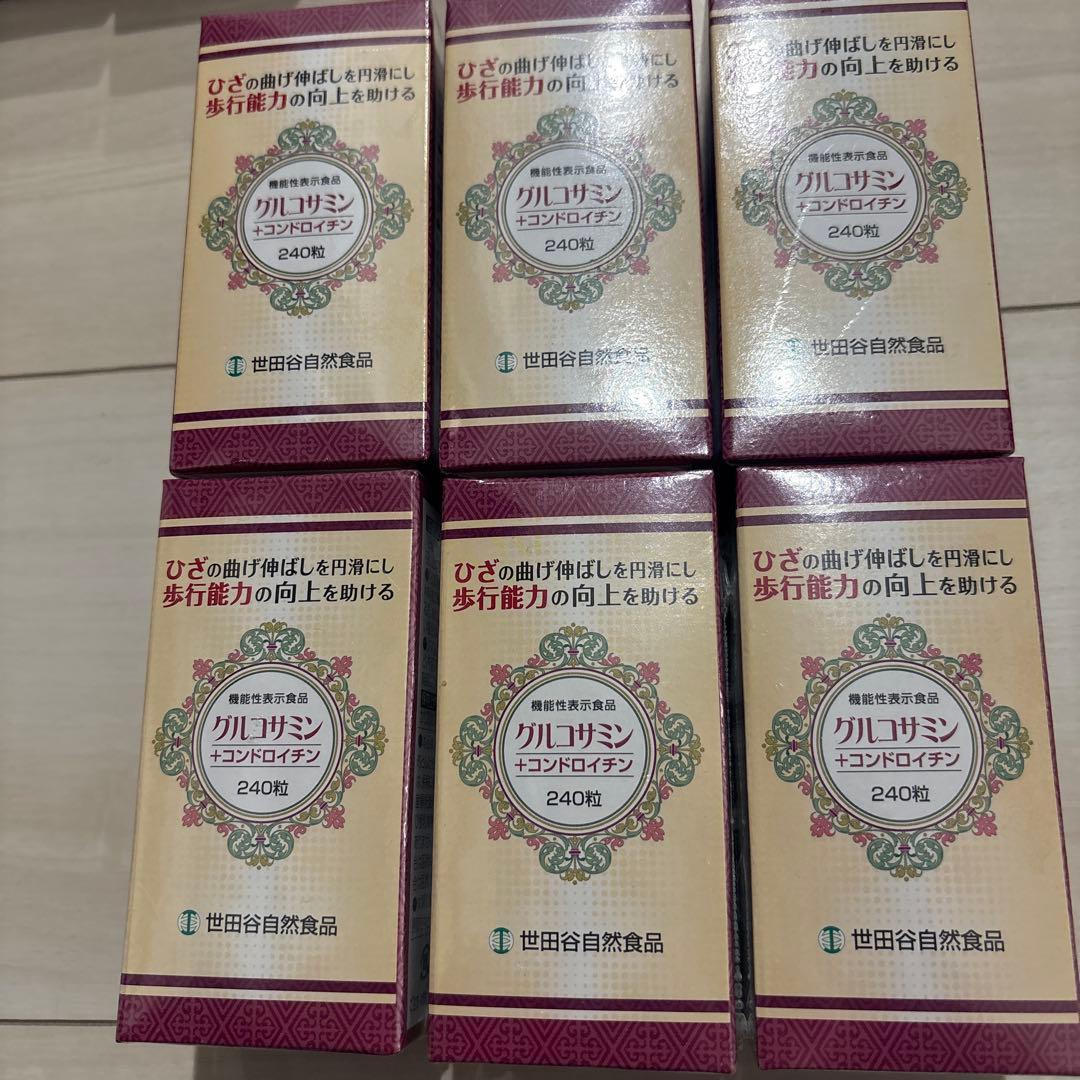 ひざの曲げ伸ばしを円滑にし
歩行能力の向上を助ける
機能性表示食品
グルコサミン
+コンドロイチン
240粒
世田谷自然食品
ひざの曲げ伸ばしを円滑にし
歩行能力の向上を助ける
機能性表示食品
グルコサミン
+コンドロイチン
240粒
世田谷自然食品
の曲げ伸ばしを円滑にし
能力の向上を助ける
機能性表示食品
グルコサミン
+コンドロイチン
240粒
世田谷自然食品
ひざの曲げ伸ばしを円滑にし
歩行能力の向上を助ける
機能性表示食品
グルコサミン
+コンドロイチン
240粒
世田谷自然食品
ひざの曲げ伸ばしを円滑にし
歩行能力の向上を助ける
機能性表示食品
グルコサミン
+コンドロイチン
240粒
世田谷自然食品
ひざの曲げ伸ばしを円滑にし
歩行能力の向上を助ける
機能性表示食品
グルコサミン
+コンドロイチン
240粒
世田谷自然食品